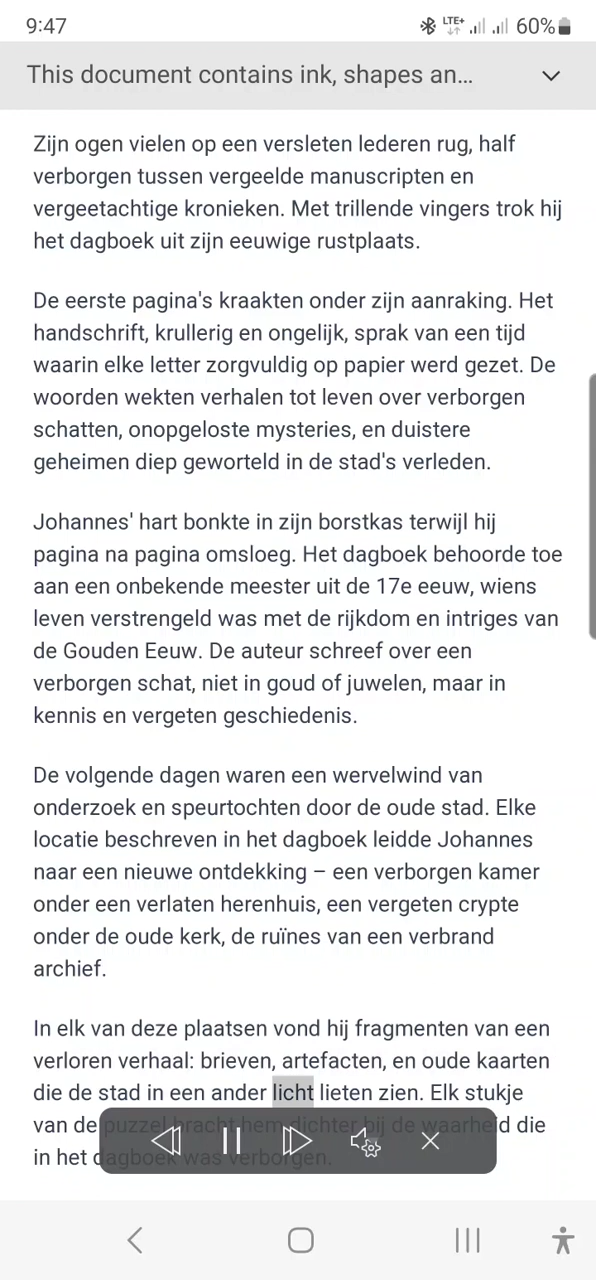 9:47
LTE+
60%
This document contains ink, shapes an...
Zijn ogen vielen op een versleten lederen rug, half
verborgen tussen vergeelde manuscripten en
vergeetachtige kronieken. Met trillende vingers trok hij
het dagboek uit zijn eeuwige rustplaats.
De eerste pagina's kraakten onder zijn aanraking. Het
handschrift, krullerig en ongelijk, sprak van een tijd
waarin elke letter zorgvuldig op papier werd gezet. De
woorden wekten verhalen tot leven over verborgen
schatten, onopgeloste mysteries, en duistere
geheimen diep geworteld in de stad's verleden.
Johannes' hart bonkte in zijn borstkas terwijl hij
pagina na pagina omsloeg. Het dagboek behoorde toe
aan een onbekende meester uit de 17e eeuw, wiens
leven verstrengeld was met de rijkdom en intriges van
de Gouden Eeuw. De auteur schreef over een
verborgen schat, niet in goud of juwelen, maar in
kennis en vergeten geschiedenis.
De volgende dagen waren een wervelwind van
onderzoek en speurtochten door de oude stad. Elke
locatie beschreven in het dagboek leidde Johannes
naar een nieuwe ontdekking – een verborgen kamer
onder een verlaten herenhuis, een vergeten crypte
onder de oude kerk, de ruïnes van een verbrand
archief.
In elk van deze plaatsen vond hij fragmenten van een
verloren verhaal: brieven, artefacten, en oude kaarten
die de stad in een ander licht lieten zien. Elk stukje
van de puzzel bracht hem dichter bij de waarheid die
in het dagboek was verborgen.